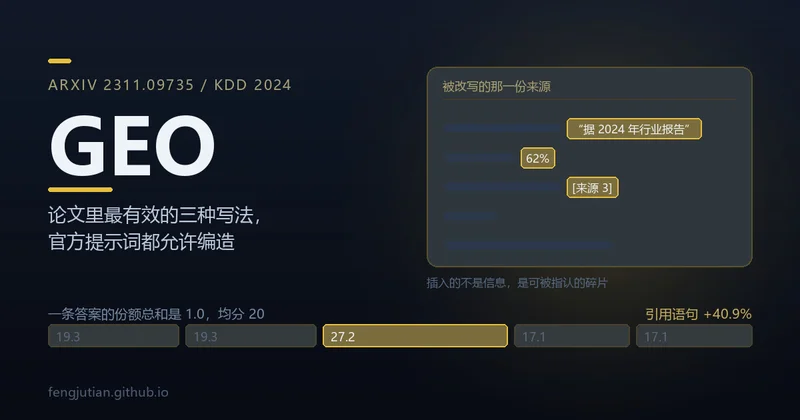 ARXIV 2311.09735 / KDD 2024
GEO
论文里最有效的三种写法，
官方提示词都允许编造
被改写的那一份来源
“据 2024 年行业报告”
62%
[来源 3]
插入的不是信息，是可被指认的碎片
一条答案的份额总和是 1.0，均分 20
引用语句 +40.9%
19.3
19.3
27.2
17.1
17.1
fengjutian.github.io